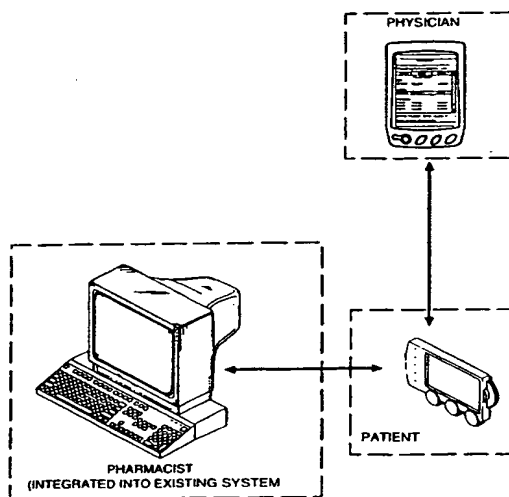 PHYSICIAN
PATIENT
PHARMACIST
(INTEGRATED INTO EXISTING SYSTEM